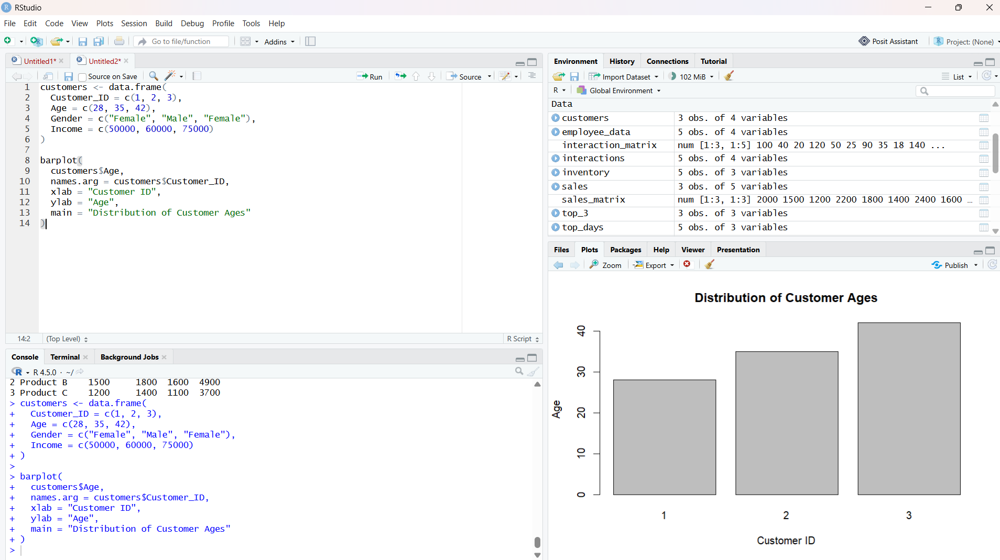 RStudio
File Edit Code View Plots Session Build Debug Profile Tools Help
Go to file/function Addins Posit Assistant Project: (None)
Untitled1* Untitled2*
Source on Save Run Source
1 customers <- data.frame(
2 Customer_ID = c(1, 2, 3),
3 Age = c(28, 35, 42),
4 Gender = c("Female", "Male", "Female"),
5 Income = c(50000, 60000, 75000)
6 )
7
8 barplot(
9 customers$Age,
10 names.arg = customers$Customer_ID,
11 xlab = "Customer ID",
12 ylab = "Age",
13 main = "Distribution of Customer Ages"
14 )
14:2 (Top Level) R Script
Console Terminal Background Jobs
R 4.5.0 · ~/
2 Product B 1500 1800 1600 4900
3 Product C 1200 1400 1100 3700
> customers <- data.frame(
+ Customer_ID = c(1, 2, 3),
+ Age = c(28, 35, 42),
+ Gender = c("Female", "Male", "Female"),
+ Income = c(50000, 60000, 75000)
+ )
>
> barplot(
+ customers$Age,
+ names.arg = customers$Customer_ID,
+ xlab = "Customer ID",
+ ylab = "Age",
+ main = "Distribution of Customer Ages"
+ )
>
Environment History Connections Tutorial
Import Dataset 102 MiB List
R Global Environment
Data
customers 3 obs. of 4 variables
employee_data 5 obs. of 4 variables
interaction_matrix num [1:3, 1:5] 100 40 20 120 50 25 90 35 18 140 ...
interactions 5 obs. of 4 variables
inventory 5 obs. of 3 variables
sales 3 obs. of 5 variables
sales_matrix num [1:3, 1:3] 2000 1500 1200 2200 1800 1400 2400 1600 …
top_3 3 obs. of 3 variables
top_days 5 obs. of 3 variables
Files Plots Packages Help Viewer Presentation
Zoom Export Publish
Distribution of Customer Ages
40
30
20
10
0
Age
1 2 3
Customer ID